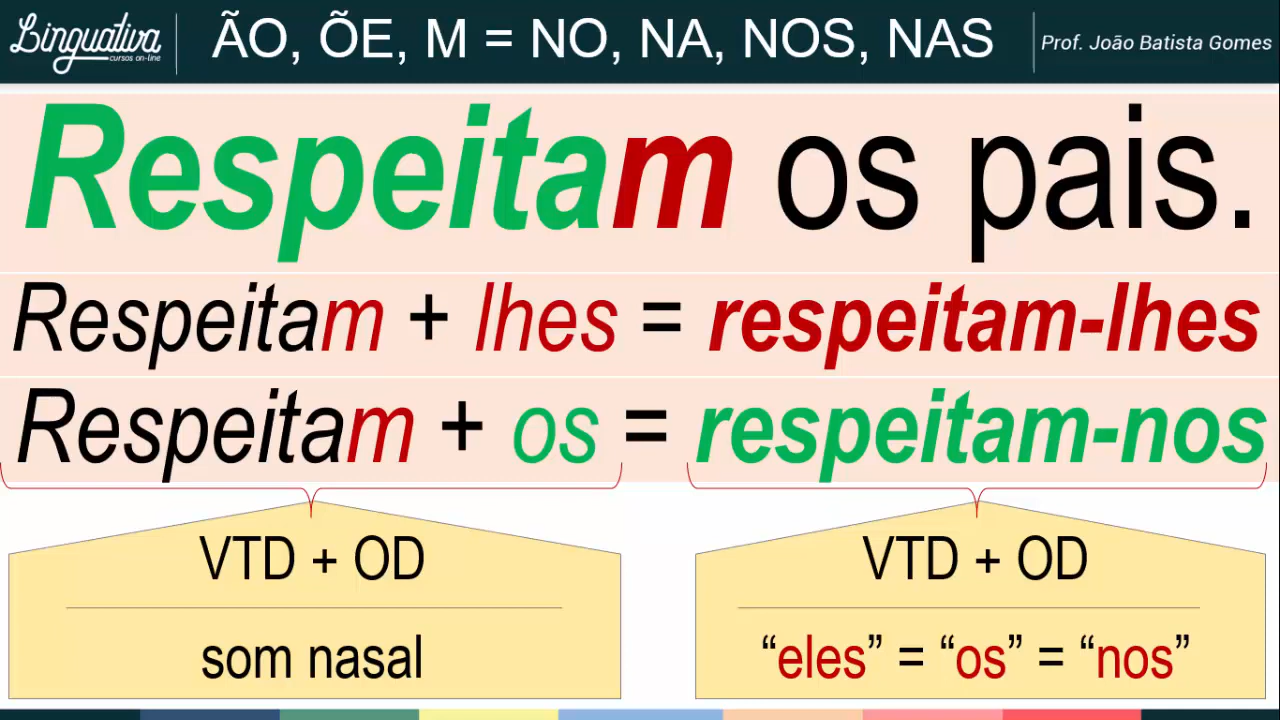 Linguativa
cursos on-line
ÃO, ÕE, M = NO, NA, NOS, NAS
Prof. João Batista Gomes
Respeitam os pais.
Respeitam + lhes = respeitam-lhes
Respeitam + os = respeitam-nos
VTD + OD
som nasal
VTD + OD
“eles” = “os” = “nos”